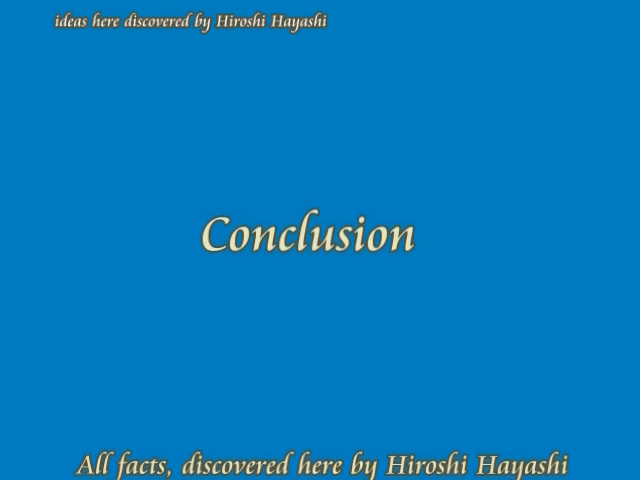 ideas here discovered by Hiroshi Hayashi
Conclusion
All facts, discovered here by Hiroshi Hayashi